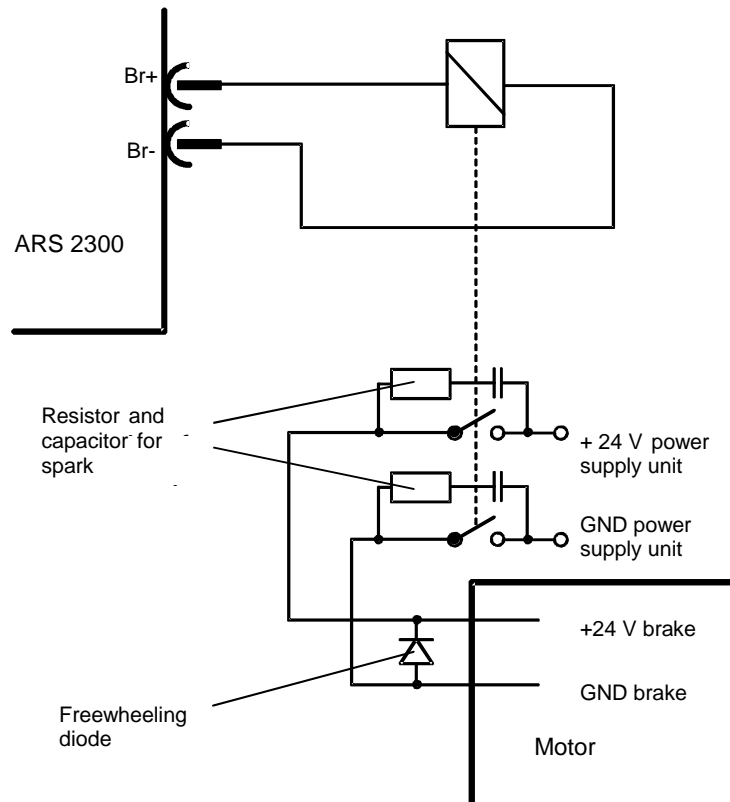 Br+
Br-
ARS 2300
Resistor and
capacitor for
spark
+ 24 V power
supply unit
GND power
supply unit
+24 V brake
GND brake
Freewheeling
diode
Motor